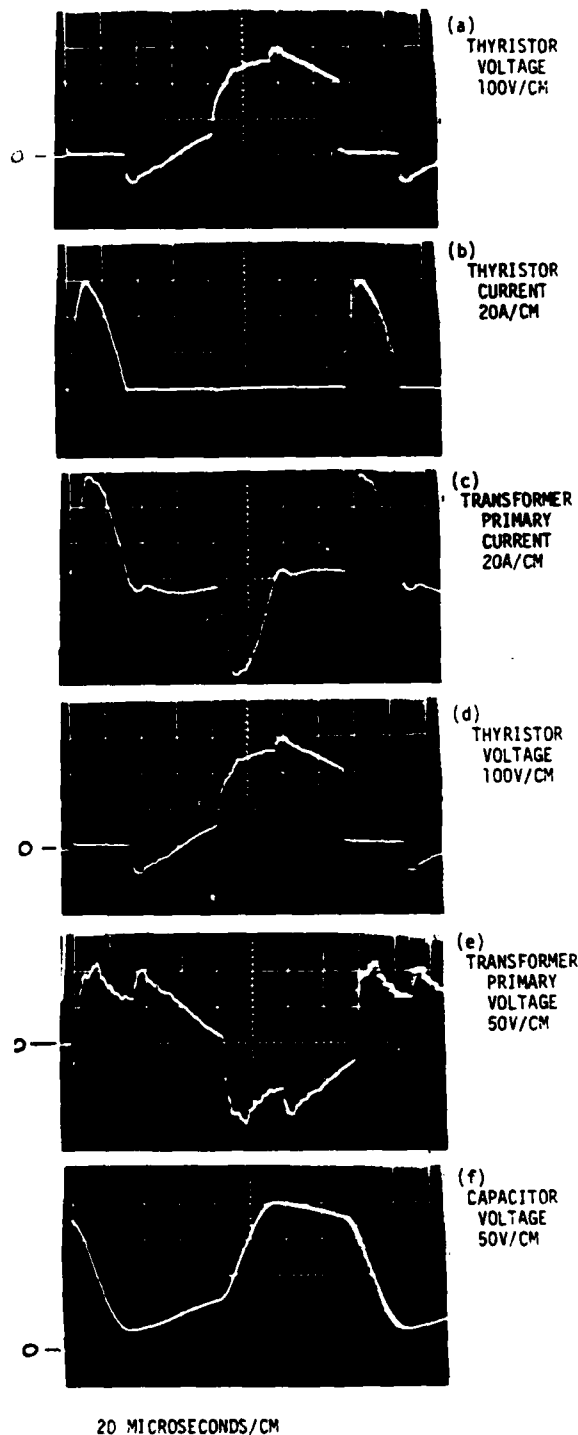 (a)
THYRISTOR
VOLTAGE
100V/CM
0
(b)
THYRISTOR
CURRENT
20A/CM
(c)
TRANSFORMER
PRIMARY
CURRENT
20A/CM
(d)
THYRISTOR
VOLTAGE
100V/CM
0
(e)
TRANSFORMER
PRIMARY
VOLTAGE
50V/CM
0
(f)
CAPACITOR
VOLTAGE
50V/CM
0
20 MICROSECONDS/CM